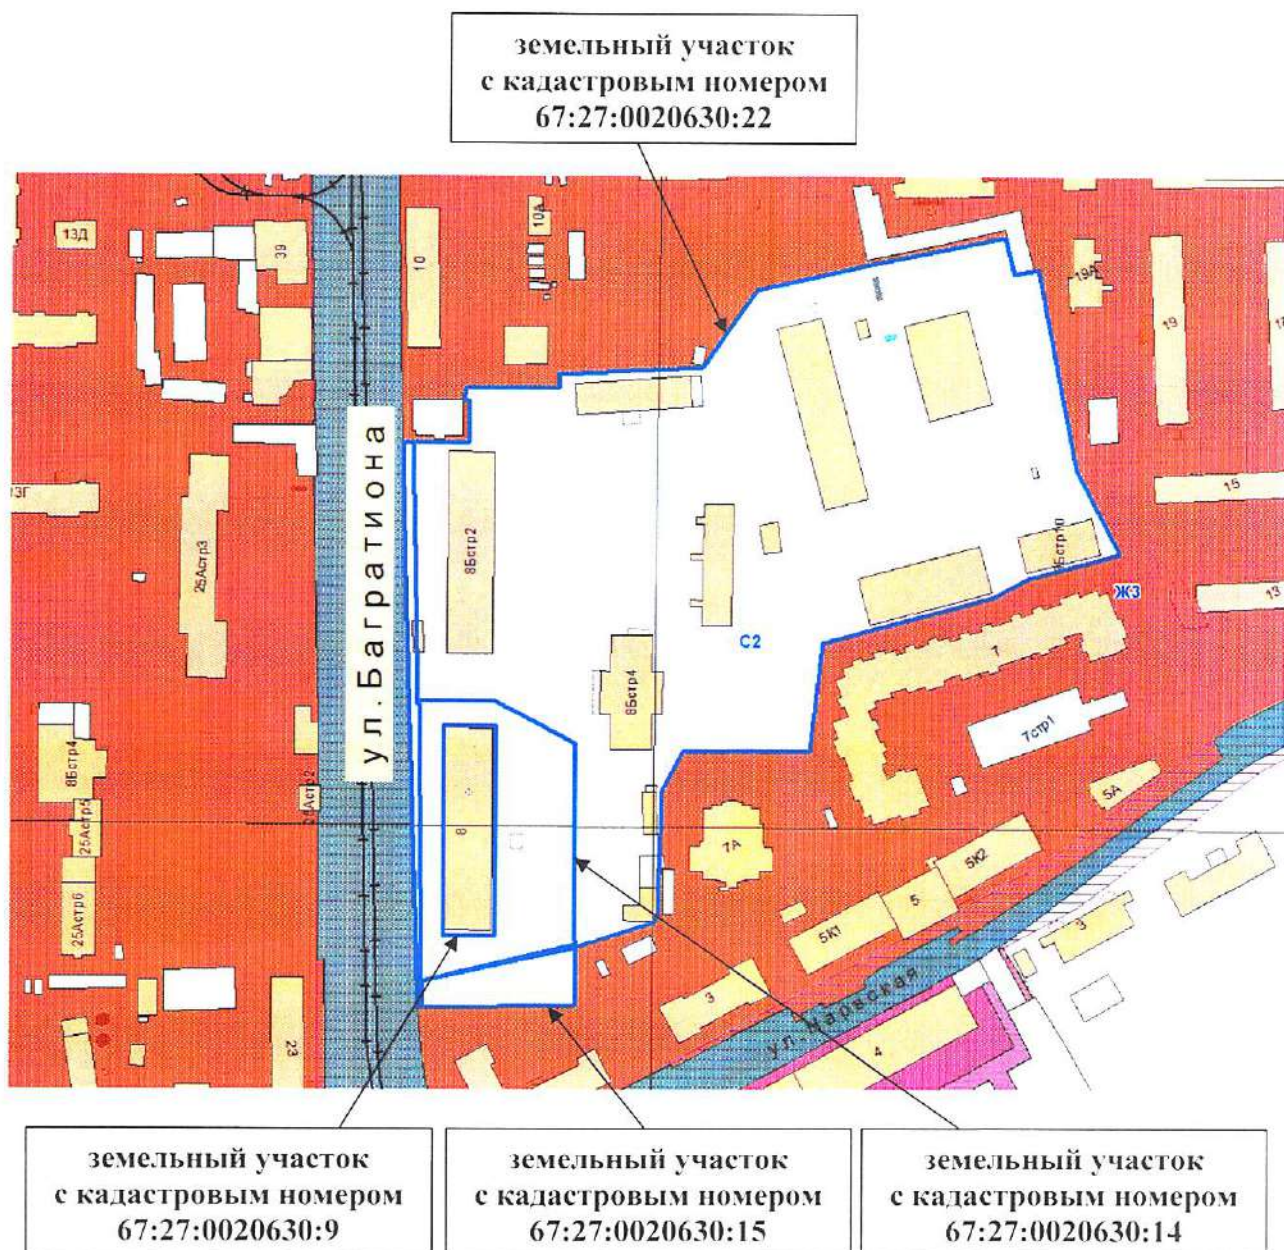 земельный участок
с кадастровым номером
67:27:0020630:22
13Д
39
10
10А
19А
19
15
13
25Астр3
ул. Багратиона
8Бстр2
С2
Ж3
7
7стр1
8Бстр4
8Бстр4
25Астр5
25Астр6
8
7А
5А
5К2
5
5К1
3
3
4
23
ул. Нарвская
земельный участок
с кадастровым номером
67:27:0020630:9
земельный участок
с кадастровым номером
67:27:0020630:15
земельный участок
с кадастровым номером
67:27:0020630:14